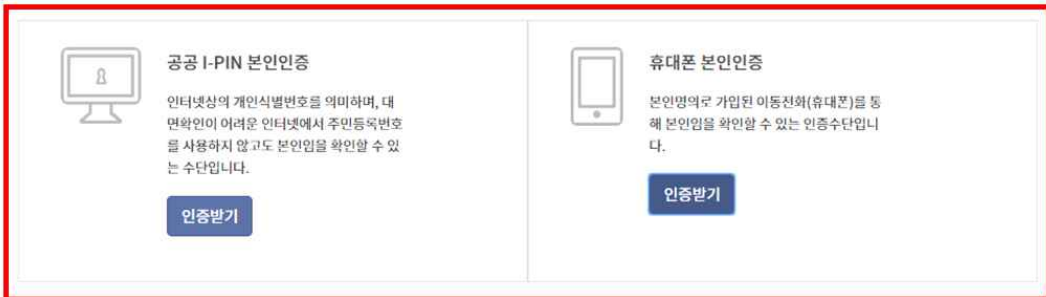 공공 I-PIN 본인인증
인터넷상의 개인식별번호를 의미하며, 대
면확인이 어려운 인터넷에서 주민등록번호
를 사용하지 않고도 본인임을 확인할 수 있
는 수단입니다.
인증받기
휴대폰 본인인증
본인명의로 가입된 이동전화(휴대폰)를 통
해 본인임을 확인할 수 있는 인증수단입니
다.
인증받기